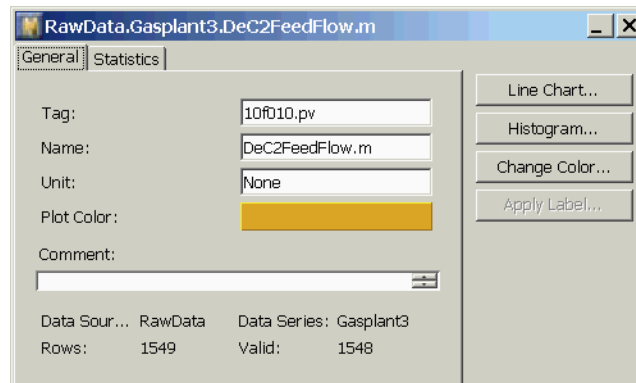 RawData.Gasplant3.DeC2FeedFlow.m
General Statistics
Line Chart...
Tag: 10f010.pv
Histogram...
Name: DeC2FeedFlow.m
Change Color...
Unit: None
Apply Label...
Plot Color:
Comment:
Data Sour... RawData Data Series: Gasplant3
Rows: 1549 Valid: 1548